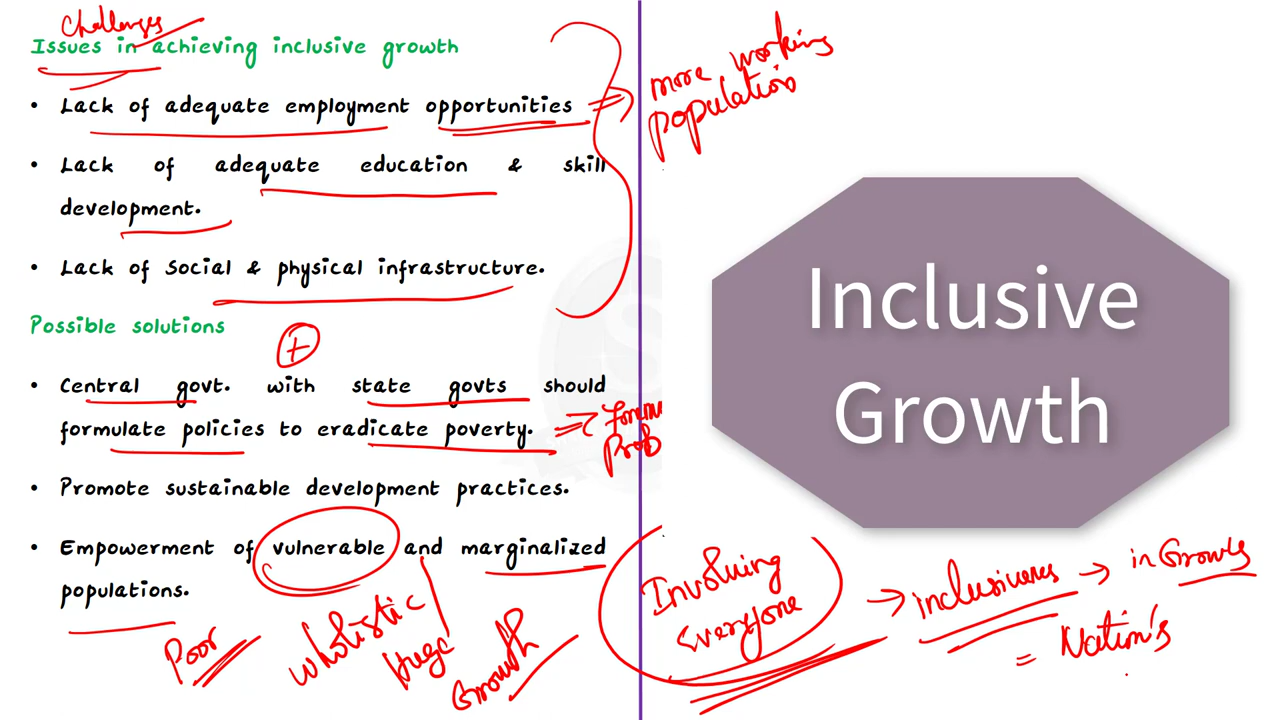 Challenges
Issues in achieving inclusive growth
• Lack of adequate employment opportunities
• Lack of adequate education & skill
development.
• Lack of Social & physical infrastructure.
Possible solutions
+
• Central govt. with state govts should
formulate policies to eradicate poverty.
• Promote sustainable development practices.
• Empowerment of vulnerable and marginalized
populations.
Poor
Wholistic
Huge
Growth
more working
population
Inclusive
Growth
Involving
Everyone
→ inclusiveness → in Growth
= Nation's